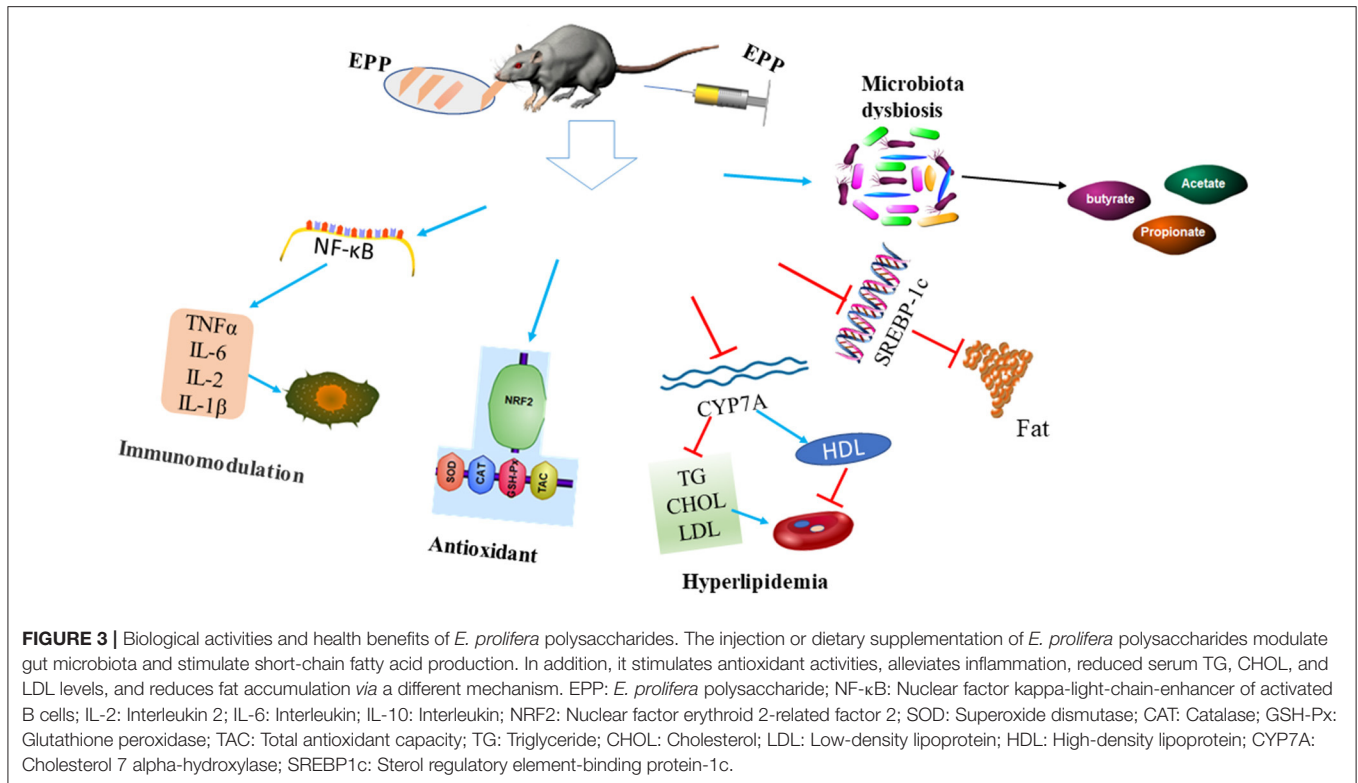 EPP
EPP
Microbiota
dysbiosis
butyrate
Acetate
Propionate
NF-κB
TNFα
IL-6
IL-2
IL-1β
Immunomodulation
NRF2
SOD
CAT
GSH-Px
TAC
Antioxidant
CYP7A
HDL
TG
CHOL
LDL
Hyperlipidemia
SREBP-1c
Fat
FIGURE 3 | Biological activities and health benefits of E. prolifera polysaccharides. The injection or dietary supplementation of E. prolifera polysaccharides modulate
gut microbiota and stimulate short-chain fatty acid production. In addition, it stimulates antioxidant activities, alleviates inflammation, reduced serum TG, CHOL, and
LDL levels, and reduces fat accumulation via a different mechanism. EPP: E. prolifera polysaccharide; NF-κB: Nuclear factor kappa-light-chain-enhancer of activated
B cells; IL-2: Interleukin 2; IL-6: Interleukin; IL-10: Interleukin; NRF2: Nuclear factor erythroid 2-related factor 2; SOD: Superoxide dismutase; CAT: Catalase; GSH-Px:
Glutathione peroxidase; TAC: Total antioxidant capacity; TG: Triglyceride; CHOL: Cholesterol; LDL: Low-density lipoprotein; HDL: High-density lipoprotein; CYP7A:
Cholesterol 7 alpha-hydroxylase; SREBP1c: Sterol regulatory element-binding protein-1c.